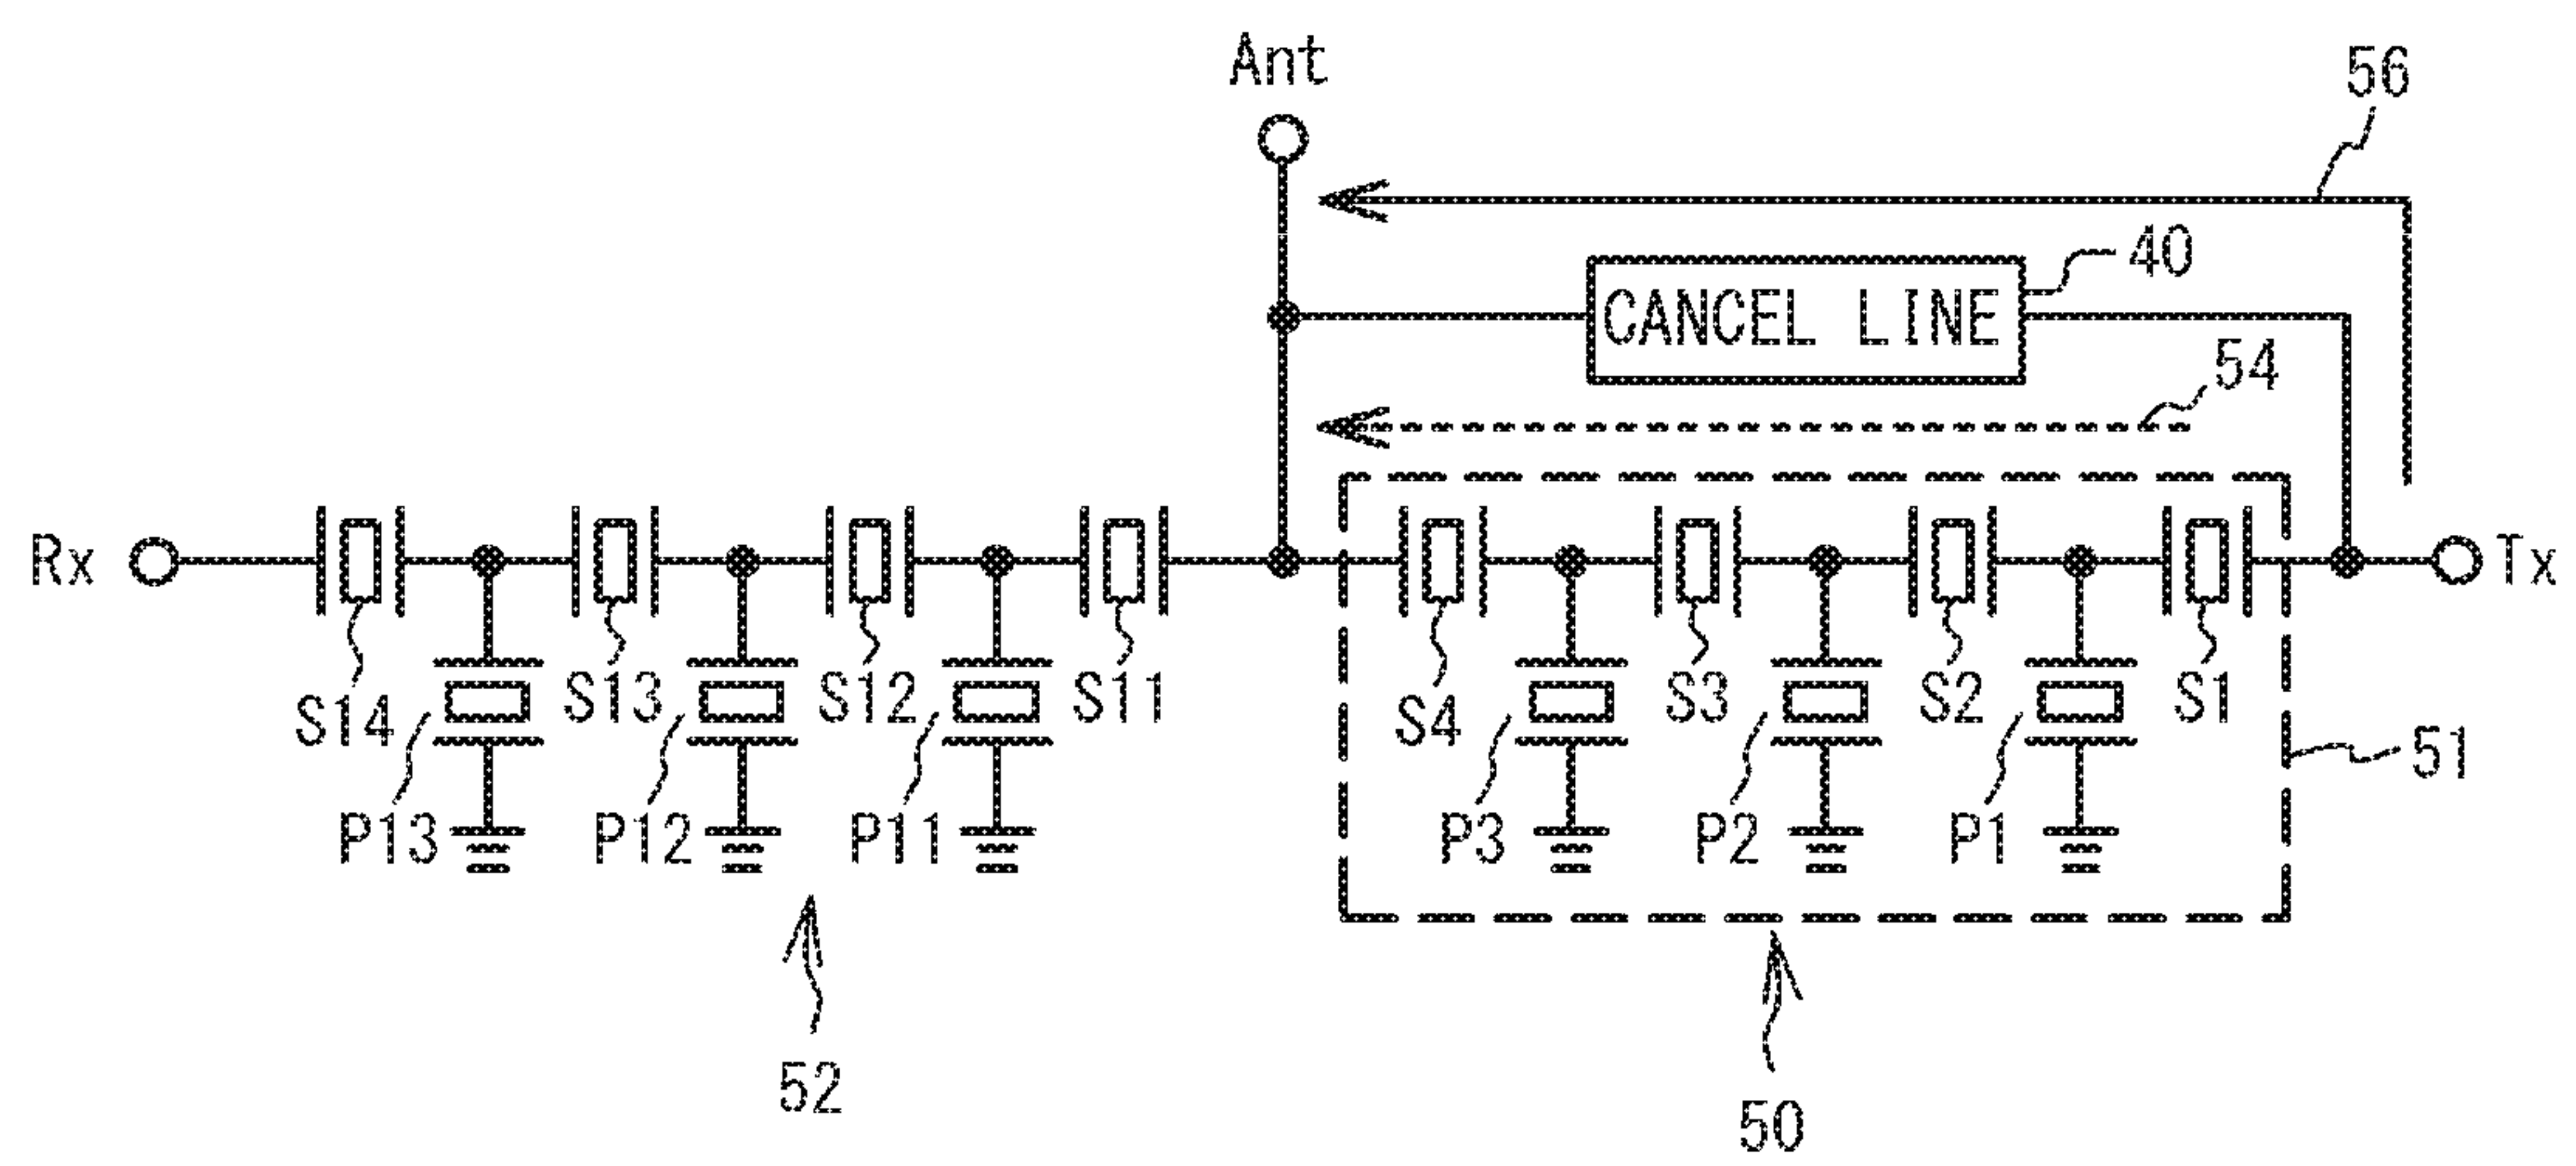 Ant
56
40
CANCEL LINE
54
Rx
Tx
S14
S13
S12
S11
S4
S3
S2
S1
51
P13
P12
P11
P3
P2
P1
52
50